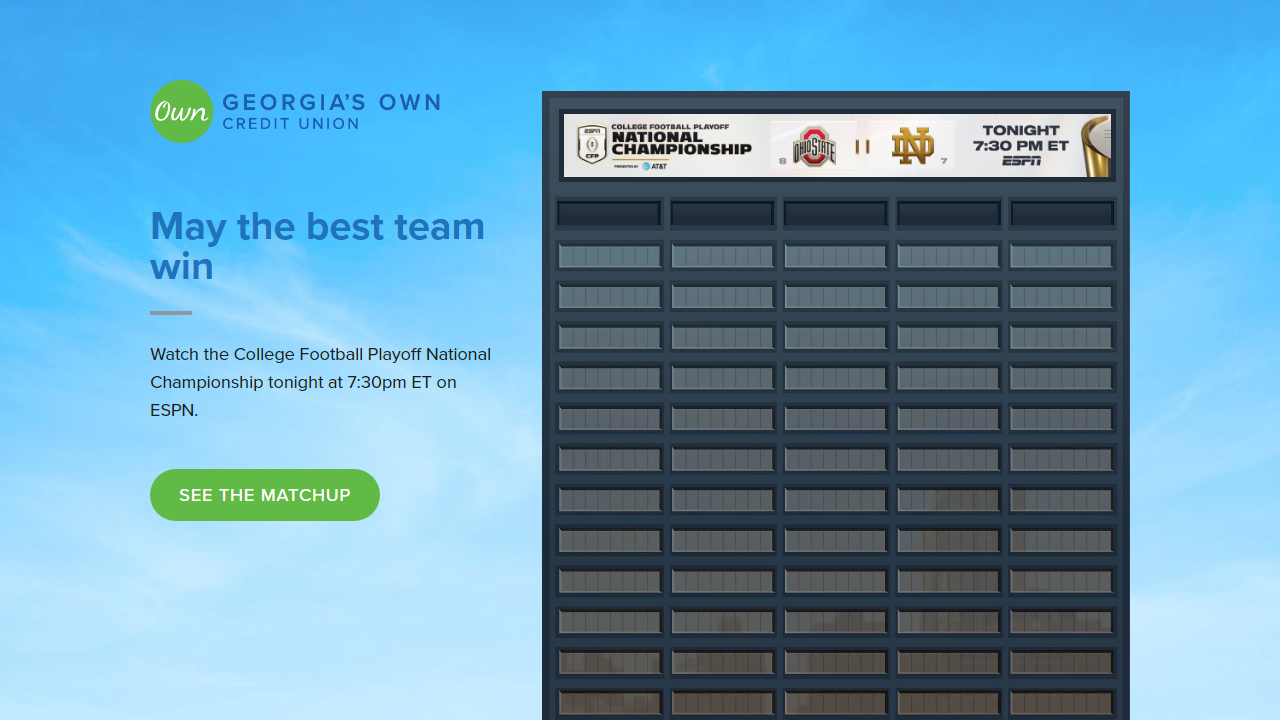 Own
GEORGIA'S OWN
CREDIT UNION
May the best team
win
Watch the College Football Playoff National
Championship tonight at 7:30pm ET on
ESPN.
SEE THE MATCHUP
ESPN
CFP
COLLEGE FOOTBALL PLAYOFF
NATIONAL
CHAMPIONSHIP
PRESENTED BY AT&T
8
OHIO STATE
ND
7
TONIGHT
7:30 PM ET
ESPN